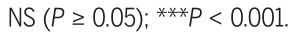 NS (P ≥ 0.05); ***P < 0.001.